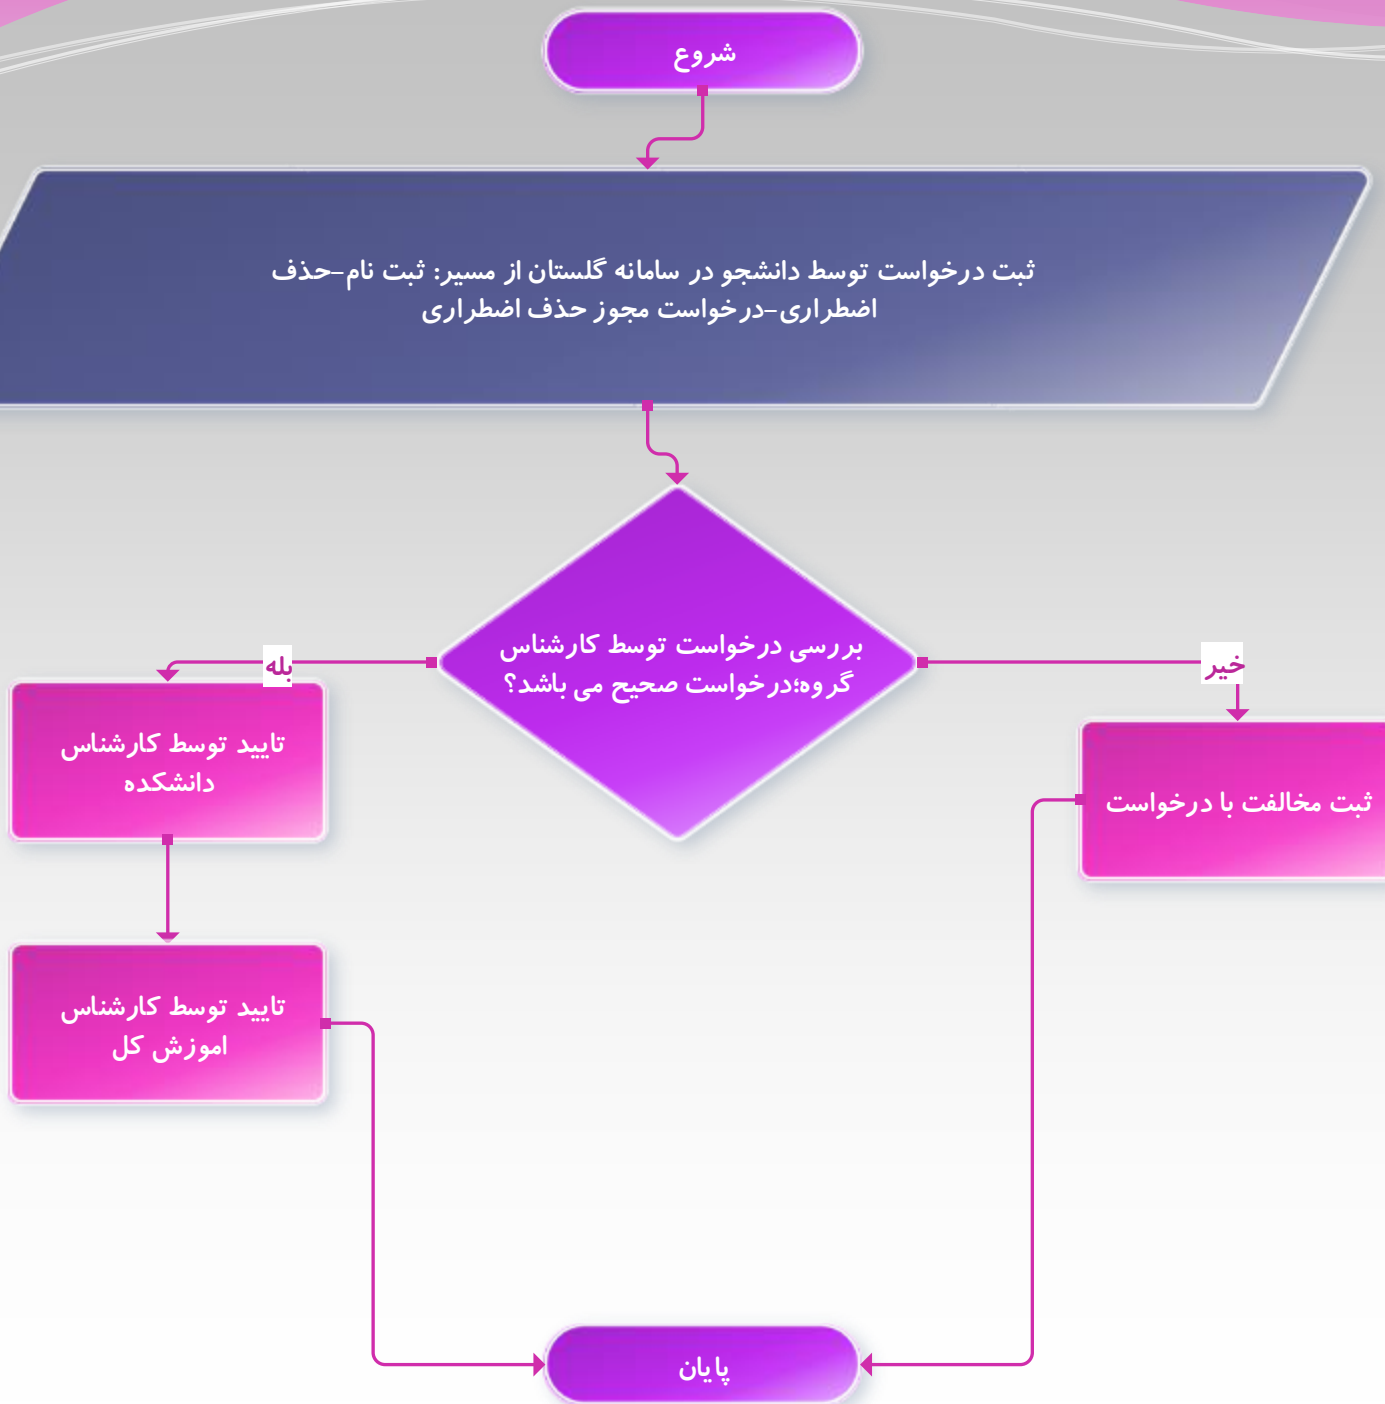 شروع
ثبت درخواست توسط دانشجو در سامانه گلستان از مسیر: ثبت نام-حذف
اضطراری-درخواست مجوز حذف اضطراری
بررسی درخواست توسط کارشناس
گروه؛درخواست صحیح می باشد؟
خیر
بله
ثبت مخالفت با درخواست
تایید توسط کارشناس
دانشکده
تایید توسط کارشناس
اموزش کل
پایان